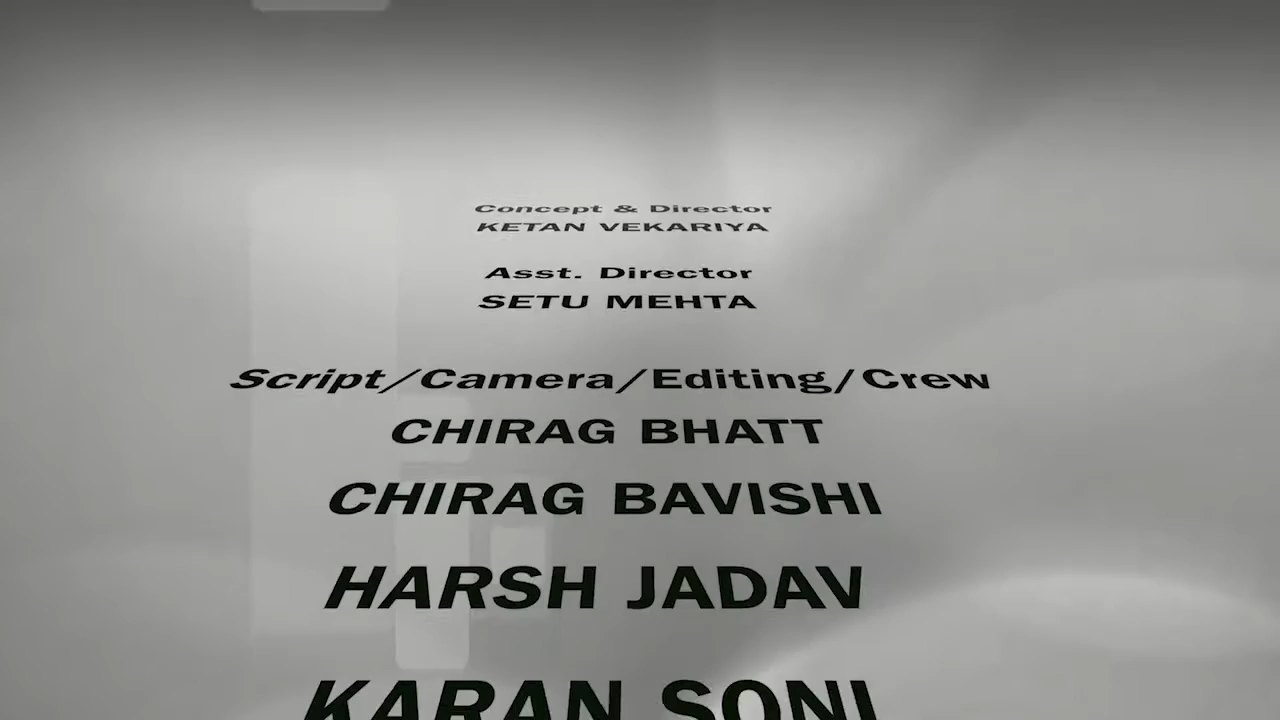 Concept & Director
KETAN VEKARIYA
Asst. Director
SETU MEHTA
Script/Camera/Editing/Crew
CHIRAG BHATT
CHIRAG BAVISHI
HARSH JADAV
KARAN SONI